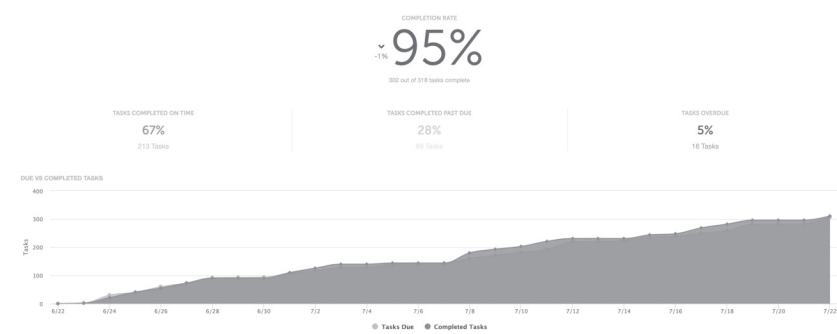 COMPLETION RATE
-1%
95%
302 out of 318 tasks complete
TASKS COMPLETED ON TIME
TASKS COMPLETED PAST DUE
TASKS OVERDUE
67%
28%
5%
213 Tasks
89 Tasks
16 Tasks
DUE VS COMPLETED TASKS
Tasks
400
300
200
100
0
6/22
6/24
6/26
6/28
6/30
7/2
7/4
7/6
7/8
7/10
7/12
7/14
7/16
7/18
7/20
7/22
Tasks Due
Completed Tasks